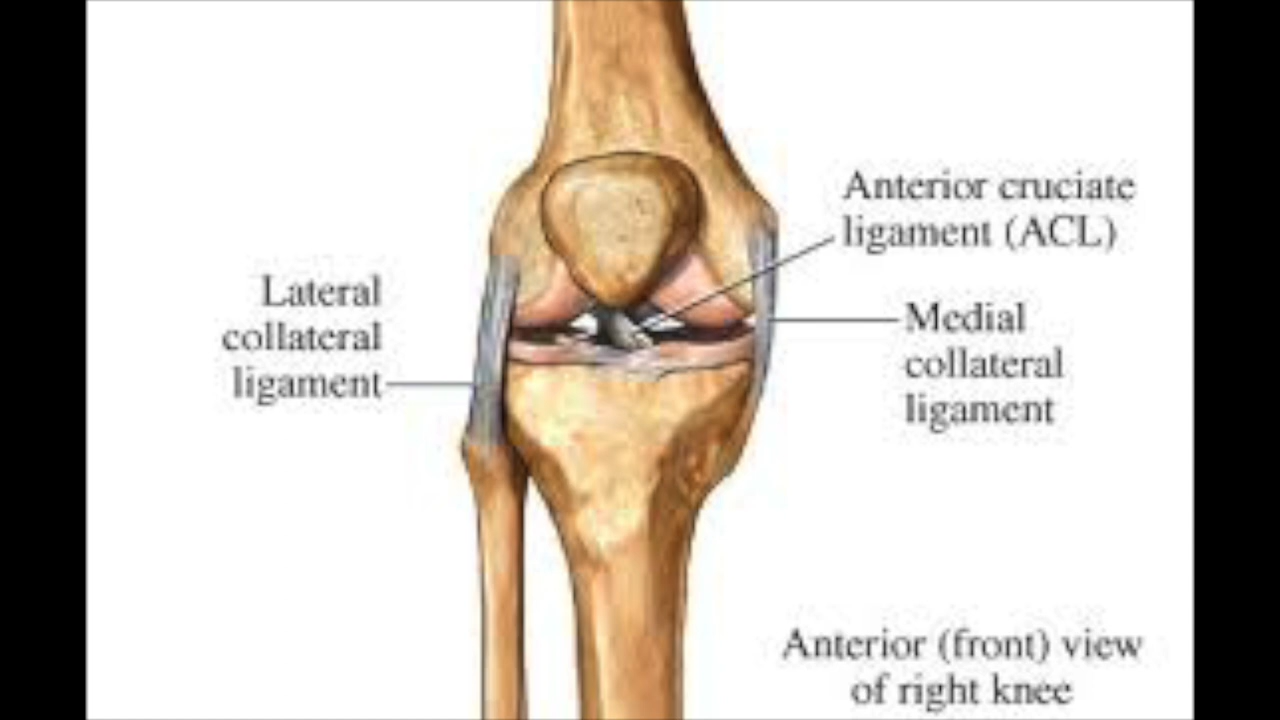 Anterior cruciate
ligament (ACL)
Lateral
collateral
ligament
Medial
collateral
ligament
Anterior (front) view
of right knee